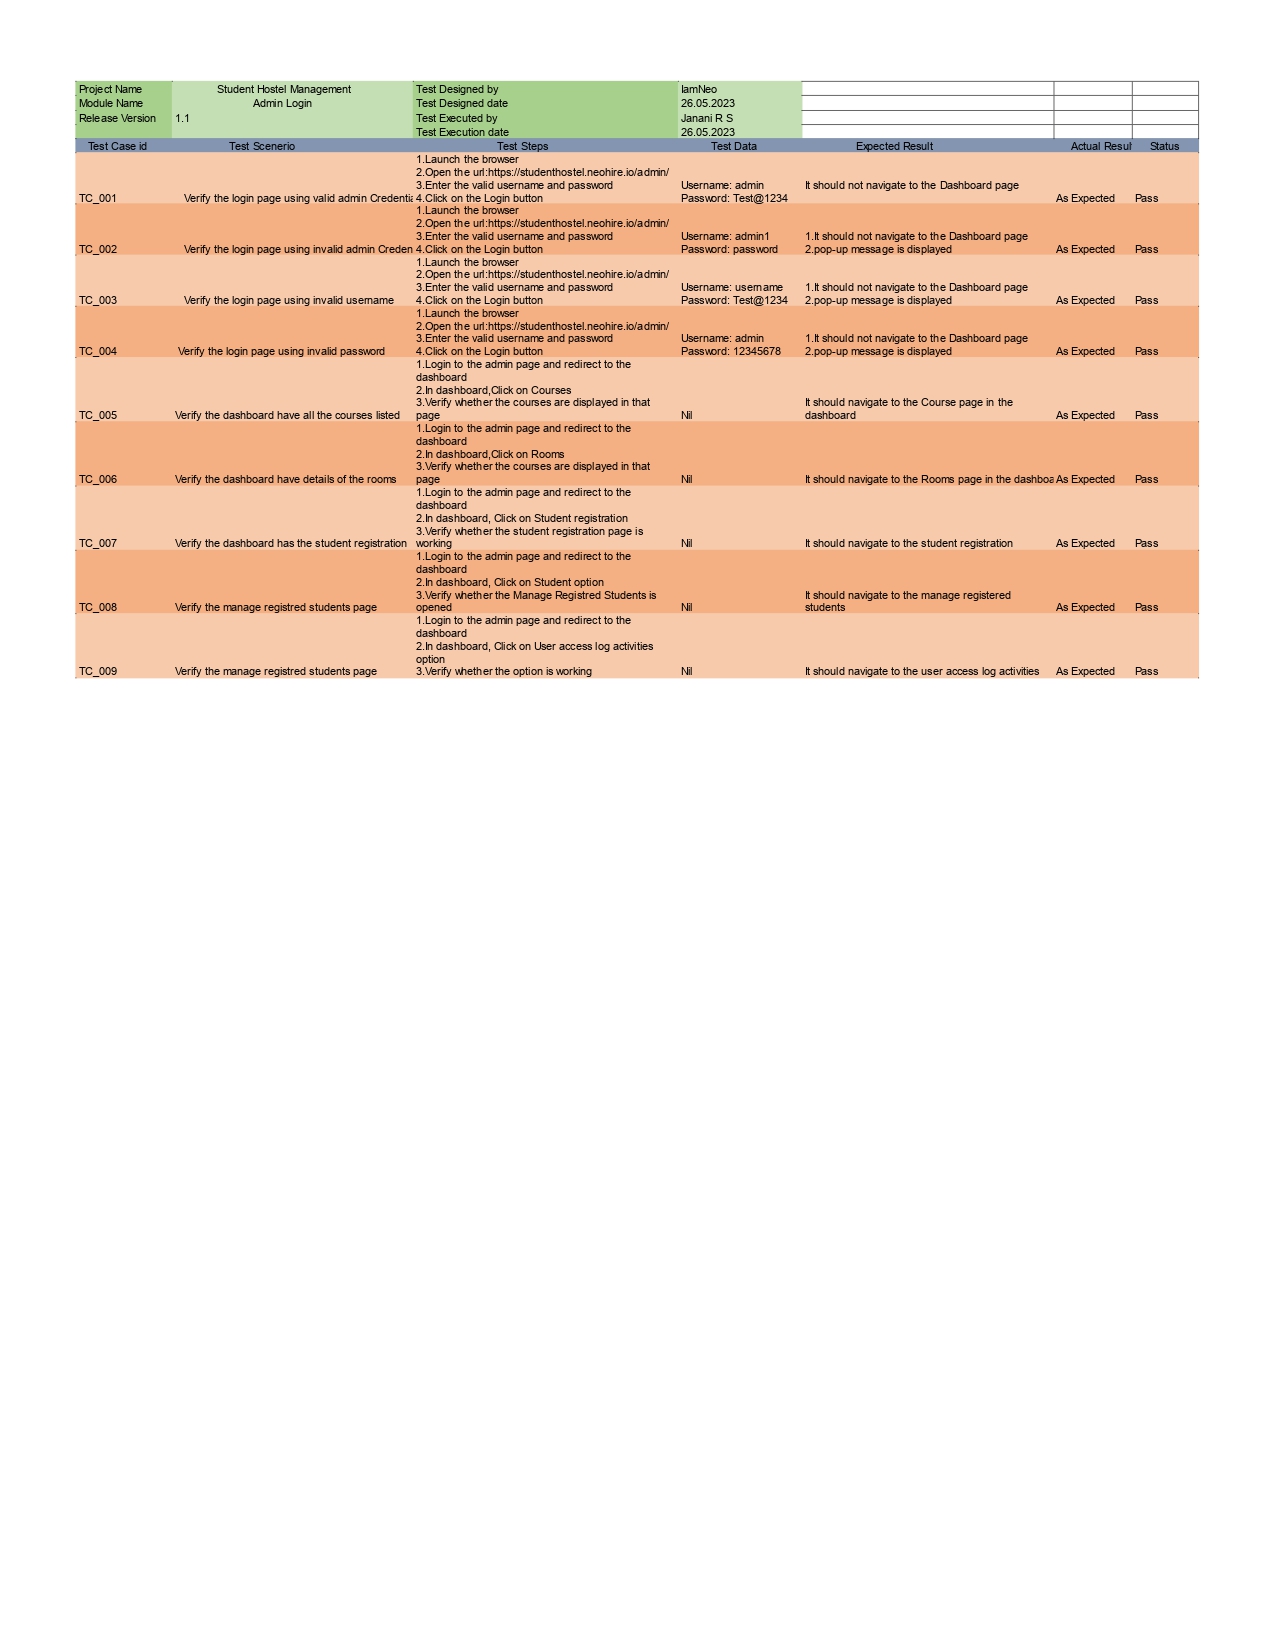 Project Name Student Hostel Management Test Designed by IamNeo
Module Name Admin Login Test Designed date 26.05.2023
Release Version 1.1 Test Executed by Janani R S
Test Execution date 26.05.2023
Test Case id Test Scenerio Test Steps Test Data Expected Result Actual Result Status
1.Launch the browser
2.Open the url:https://studenthostel.neohire.io/admin/
3.Enter the valid username and password Username: admin It should not navigate to the Dashboard page
TC_001 Verify the login page using valid admin Credentia 4.Click on the Login button Password: Test@1234 As Expected Pass
1.Launch the browser
2.Open the url:https://studenthostel.neohire.io/admin/
3.Enter the valid username and password Username: admin1 1.It should not navigate to the Dashboard page
TC_002 Verify the login page using invalid admin Creden 4.Click on the Login button Password: password 2.pop-up message is displayed As Expected Pass
1.Launch the browser
2.Open the url:https://studenthostel.neohire.io/admin/
3.Enter the valid username and password Username: username 1.It should not navigate to the Dashboard page
TC_003 Verify the login page using invalid username 4.Click on the Login button Password: Test@1234 2.pop-up message is displayed As Expected Pass
1.Launch the browser
2.Open the url:https://studenthostel.neohire.io/admin/
3.Enter the valid username and password Username: admin 1.It should not navigate to the Dashboard page
TC_004 Verify the login page using invalid password 4.Click on the Login button Password: 12345678 2.pop-up message is displayed As Expected Pass
1.Login to the admin page and redirect to the
dashboard
2.In dashboard,Click on Courses
3.Verify whether the courses are displayed in that It should navigate to the Course page in the
TC_005 Verify the dashboard have all the courses listed page Nil dashboard As Expected Pass
1.Login to the admin page and redirect to the
dashboard
2.In dashboard,Click on Rooms
3.Verify whether the courses are displayed in that
TC_006 Verify the dashboard have details of the rooms page Nil It should navigate to the Rooms page in the dashboa As Expected Pass
1.Login to the admin page and redirect to the
dashboard
2.In dashboard, Click on Student registration
3.Verify whether the student registration page is
TC_007 Verify the dashboard has the student registration working Nil It should navigate to the student registration As Expected Pass
1.Login to the admin page and redirect to the
dashboard
2.In dashboard, Click on Student option
3.Verify whether the Manage Registred Students is It should navigate to the manage registered
TC_008 Verify the manage registred students page opened Nil students As Expected Pass
1.Login to the admin page and redirect to the
dashboard
2.In dashboard, Click on User access log activities
option
TC_009 Verify the manage registred students page 3.Verify whether the option is working Nil It should navigate to the user access log activities As Expected Pass